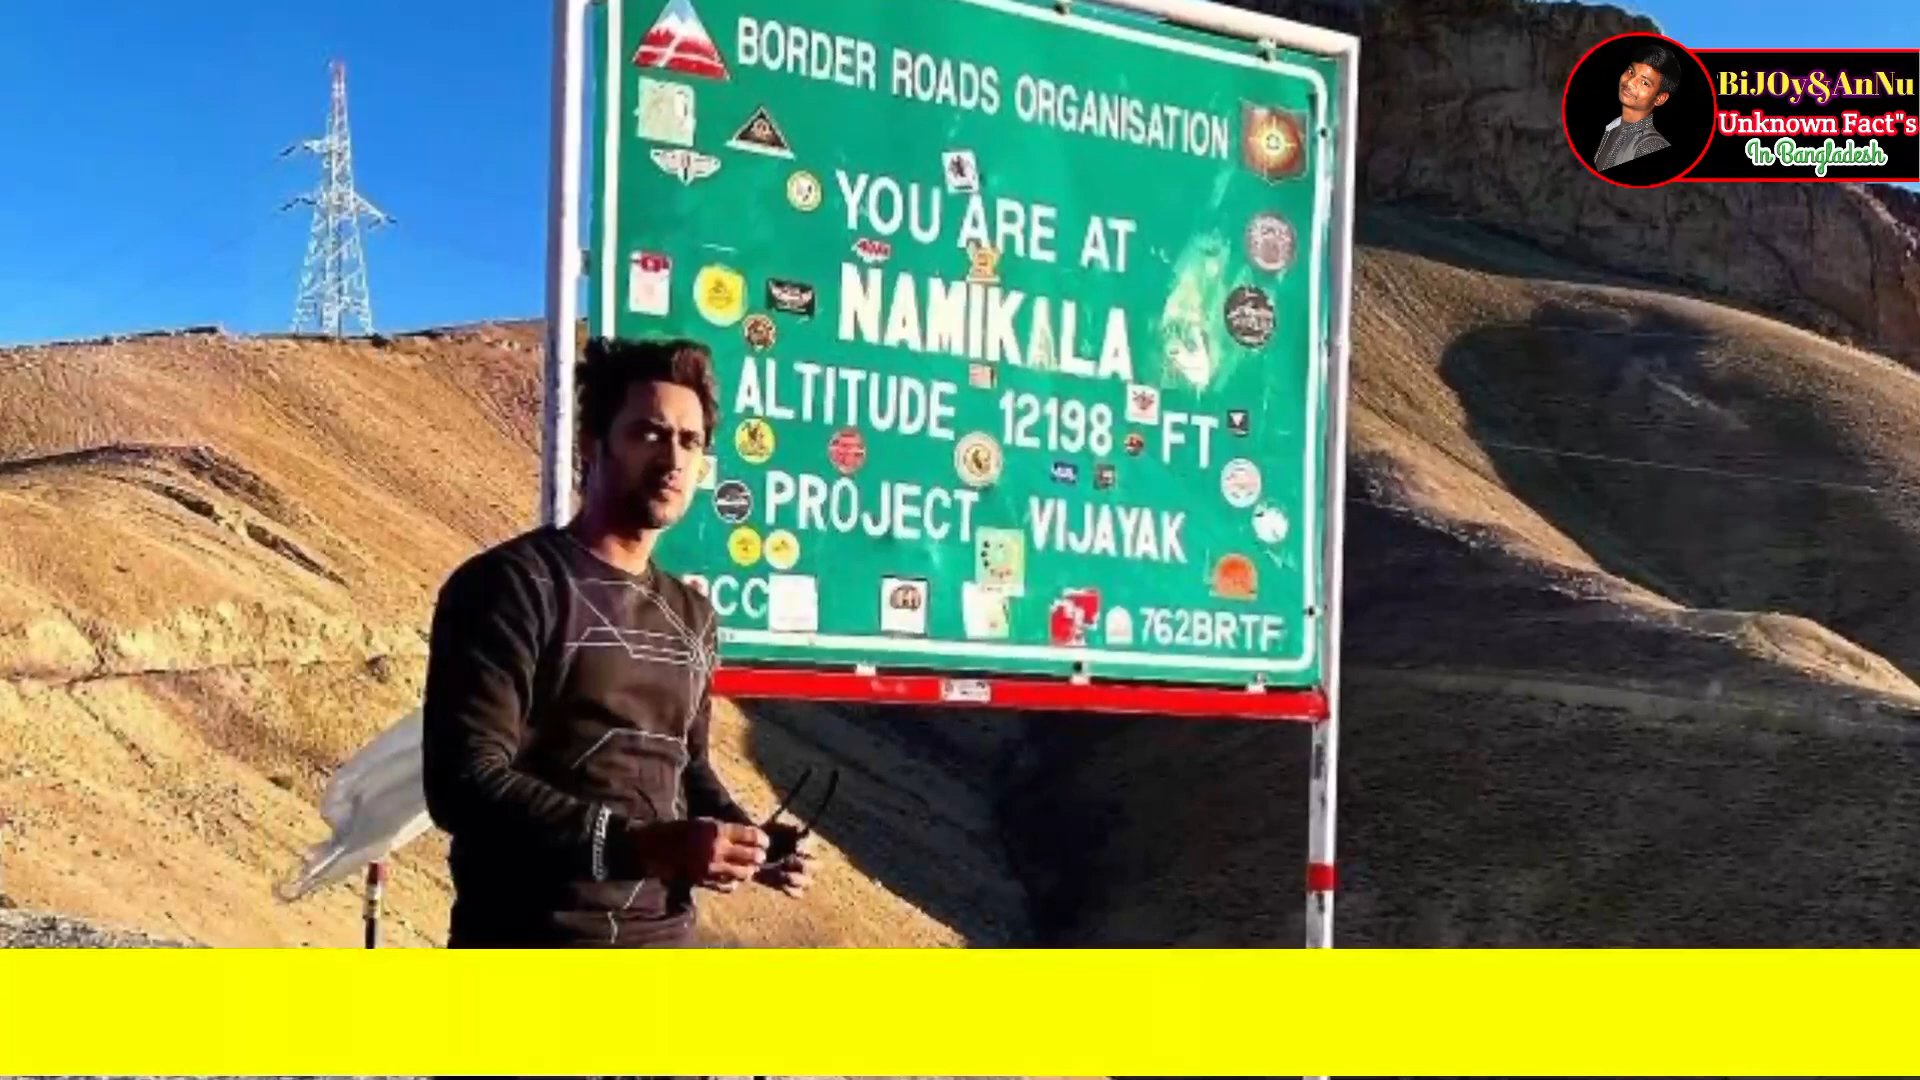 BORDER ROADS ORGANISATION
YOU ARE AT
NAMIKALA
ALTITUDE 12198 FT
PROJECT VIJAYAK
RCC 762BRTF
BiJOy&AnNu
Unknown Fact"s
In Bangladesh